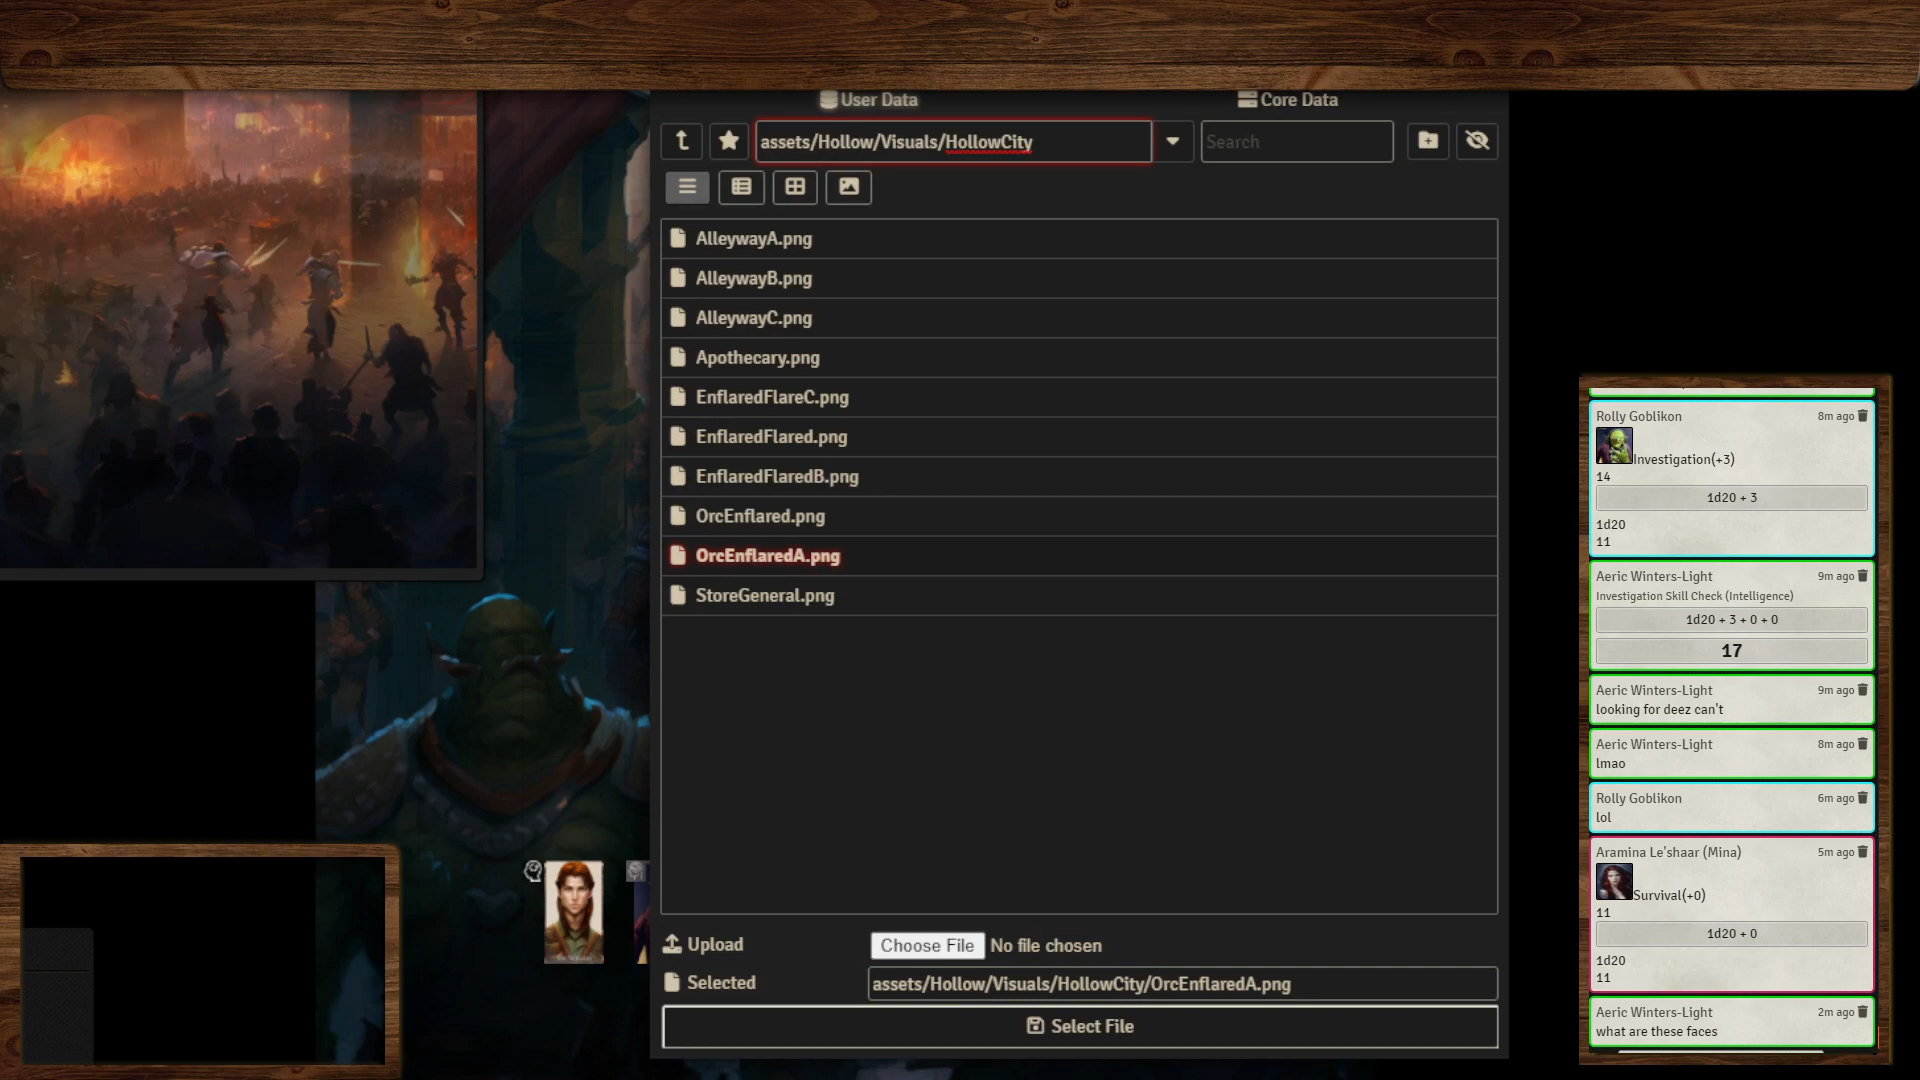 User Data
Core Data
assets/Hollow/Visuals/HollowCity
Search
AlleywayA.png
AlleywayB.png
AlleywayC.png
Apothecary.png
EnflaredFlareC.png
EnflaredFlared.png
EnflaredFlaredB.png
OrcEnflared.png
OrcEnflaredA.png
StoreGeneral.png
Upload
Choose File No file chosen
Selected
assets/Hollow/Visuals/HollowCity/OrcEnflaredA.png
Select File
Rolly Goblikon 8m ago
Investigation(+3)
14
1d20 + 3
1d20
11
Aeric Winters-Light 9m ago
Investigation Skill Check (Intelligence)
1d20 + 3 + 0 + 0
17
Aeric Winters-Light 9m ago
looking for deez can't
Aeric Winters-Light 8m ago
lmao
Rolly Goblikon 6m ago
lol
Aramina Le'shaar (Mina) 5m ago
Survival(+0)
11
1d20 + 0
1d20
11
Aeric Winters-Light 2m ago
what are these faces